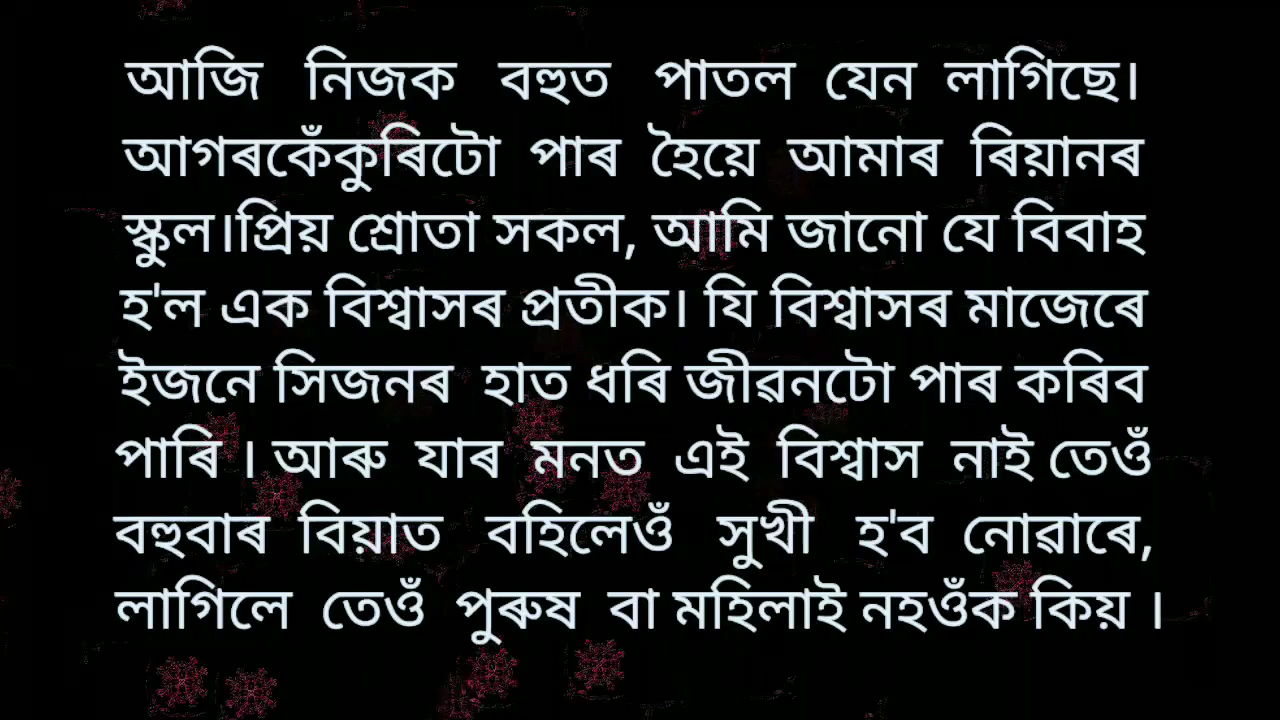 আজি নিজক বহুত পাতল যেন লাগিছে।
আগৰকেঁকুৰিটো পাৰ হৈয়ে আমাৰ ৰিয়ানৰ
স্কুল।প্ৰিয় শ্ৰোতা সকল, আমি জানো যে বিবাহ
হ'ল এক বিশ্বাসৰ প্ৰতীক। যি বিশ্বাসৰ মাজেৰে
ইজনে সিজনৰ হাত ধৰি জীৱনটো পাৰ কৰিব
পাৰি । আৰু যাৰ মনত এই বিশ্বাস নাই তেওঁ
বহুবাৰ বিয়াত বহিলেওঁ সুখী হ'ব নোৱাৰে,
লাগিলে তেওঁ পুৰুষ বা মহিলাই নহওঁক কিয় ।